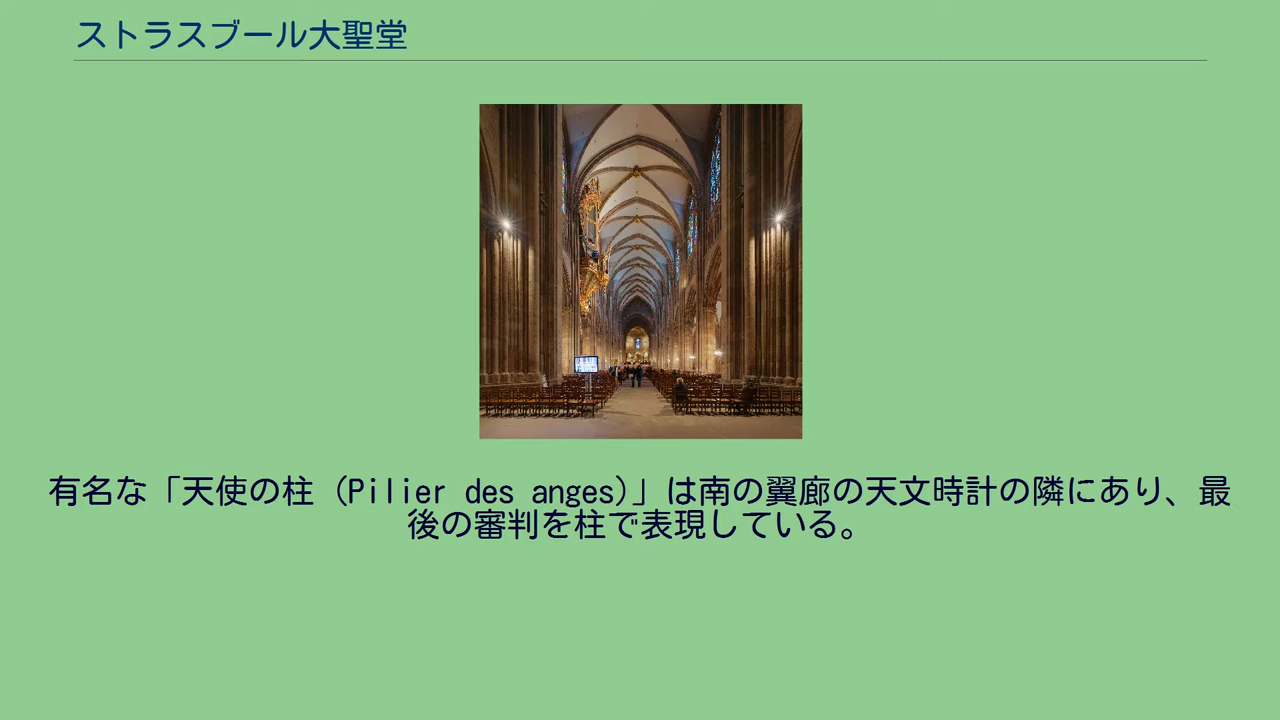 ストラスブール大聖堂
有名な「天使の柱（Pilier des anges)」は南の翼廊の天文時計の隣にあり、最
後の審判を柱で表現している。